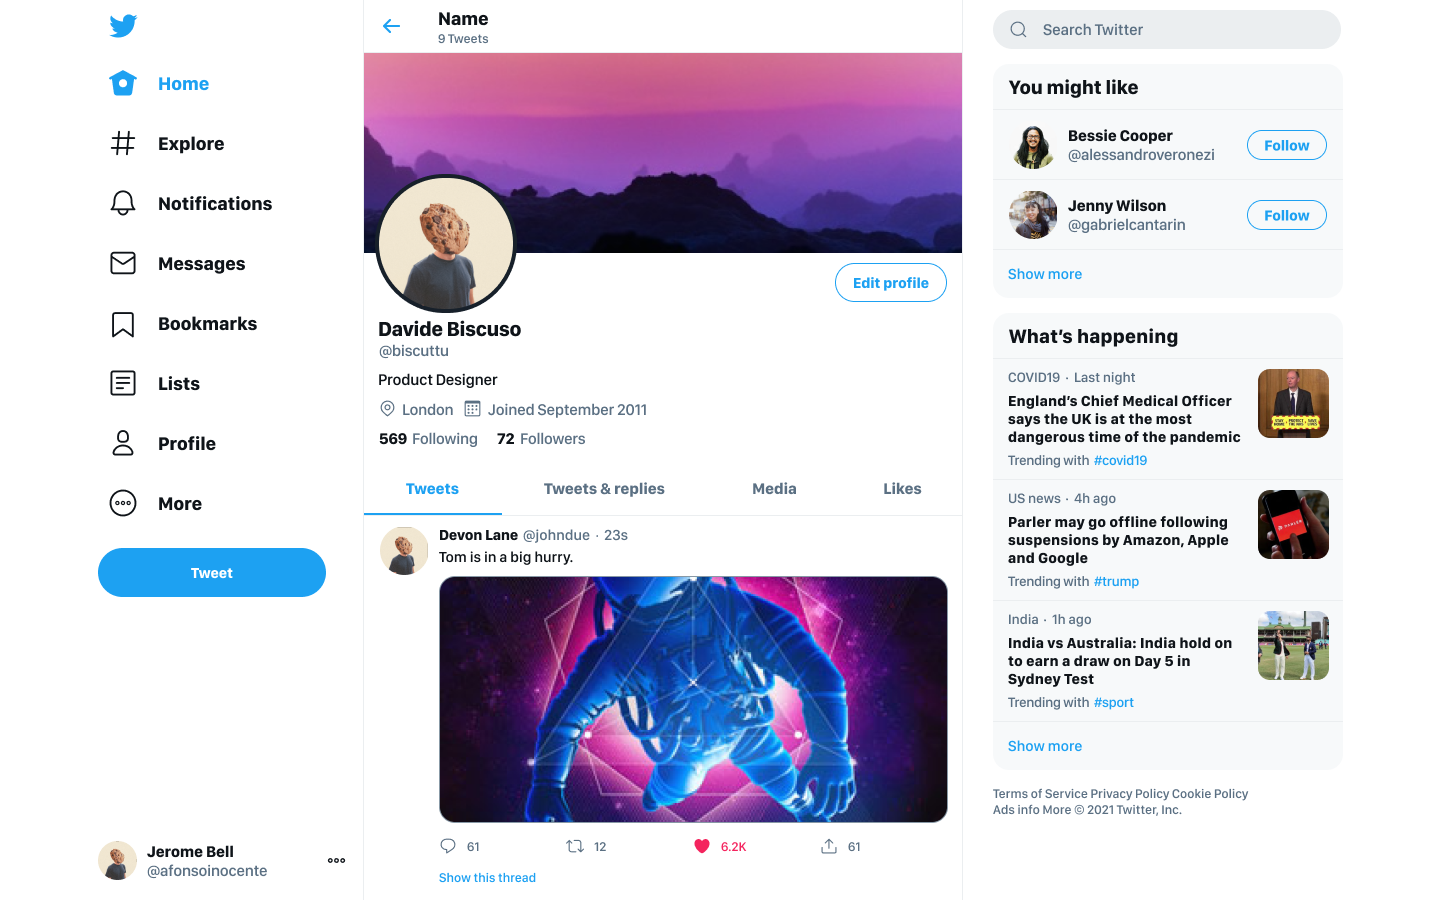 Home
Explore
Notifications
Messages
Bookmarks
Lists
Profile
More
Tweet
Jerome Bell
@afonsoinocente
Name
9 Tweets
Edit profile
Davide Biscuso
@biscuttu
Product Designer
London Joined September 2011
569 Following 72 Followers
Tweets Tweets & replies Media Likes
Devon Lane @johndue · 23s
Tom is in a big hurry.
61 12 6.2K 61
Show this thread
Search Twitter
You might like
Bessie Cooper
@alessandroveronezi
Follow
Jenny Wilson
@gabrielcantarin
Follow
Show more
What’s happening
COVID19 · Last night
England’s Chief Medical Officer
says the UK is at the most
dangerous time of the pandemic
Trending with #covid19
US news · 4h ago
Parler may go offline following
suspensions by Amazon, Apple
and Google
Trending with #trump
PARLER
India · 1h ago
India vs Australia: India hold on
to earn a draw on Day 5 in
Sydney Test
Trending with #sport
Show more
Terms of Service Privacy Policy Cookie Policy
Ads info More © 2021 Twitter, Inc.